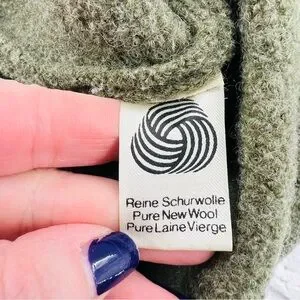 Reine Schurwolle
Pure New Wool
Pure Laine Vierge